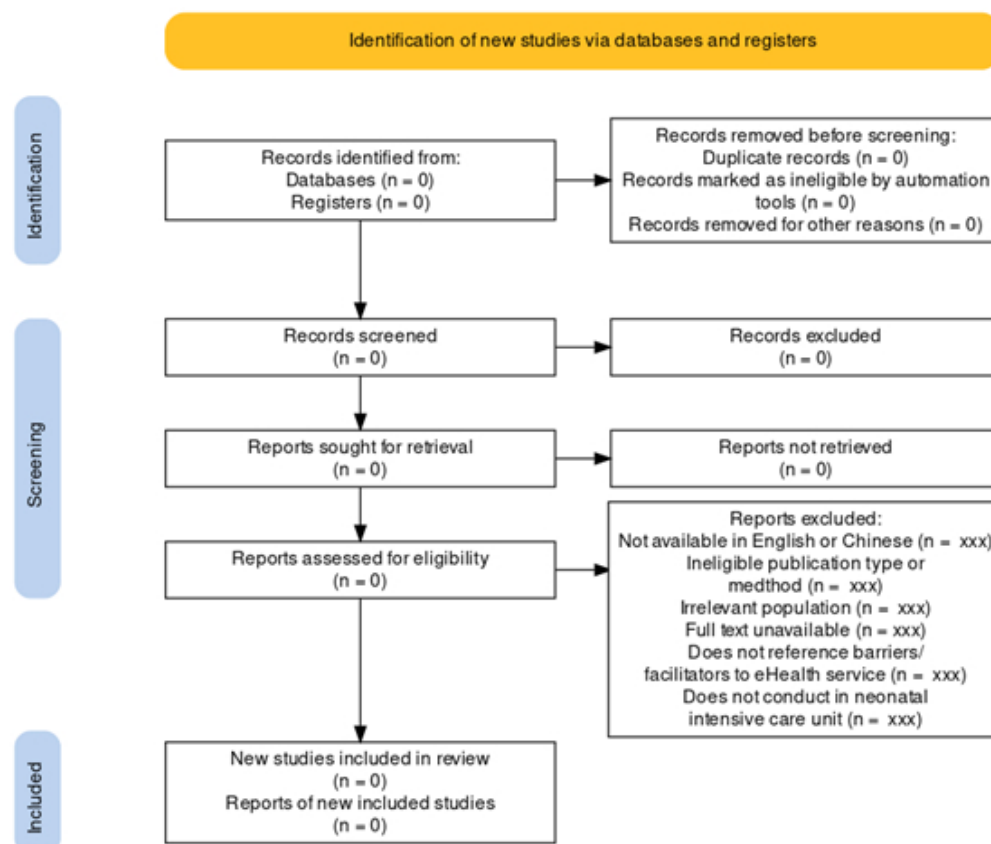 Identification of new studies via databases and registers
Identification
Records identified from:
Databases (n = 0)
Registers (n = 0)
Records removed before screening:
Duplicate records (n = 0)
Records marked as ineligible by automation
tools (n = 0)
Records removed for other reasons (n = 0)
Screening
Records screened
(n = 0)
Records excluded
(n = 0)
Reports sought for retrieval
(n = 0)
Reports not retrieved
(n = 0)
Reports assessed for eligibility
(n = 0)
Reports excluded:
Not available in English or Chinese (n = xxx)
Ineligible publication type or
medthod (n = xxx)
Irrelevant population (n = xxx)
Full text unavailable (n = xxx)
Does not reference barriers/
facilitators to eHealth service (n = xxx)
Does not conduct in neonatal
intensive care unit (n = xxx)
Included
New studies included in review
(n = 0)
Reports of new included studies
(n = 0)